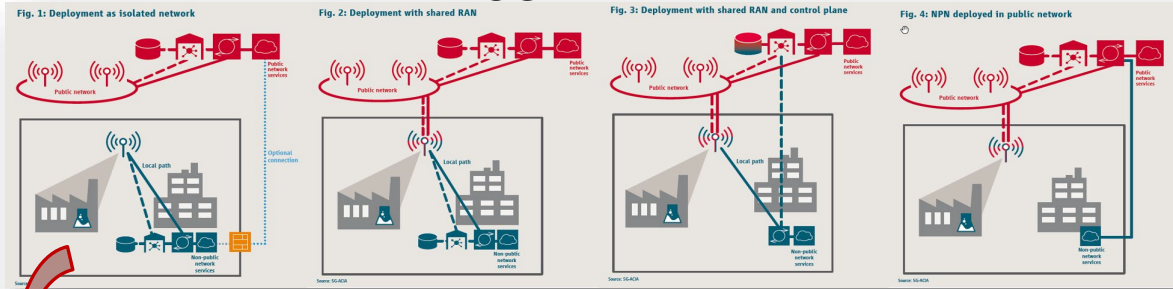 Fig. 1: Deployment as isolated network
Public
network
services
Public network
Optional
connection
Local path
Non-public
network
services
Fig. 2: Deployment with shared RAN
Public
network
services
Public network
Local path
Non-public
network
services
Source: 5G-ACIA
Fig. 3: Deployment with shared RAN and control plane
Public
network
services
Public network
Local path
Non-public
network
services
Source: 5G-ACIA
Fig. 4: NPN deployed in public network
Public
network
services
Public network
Non-public
network
services
Source: 5G-ACIA